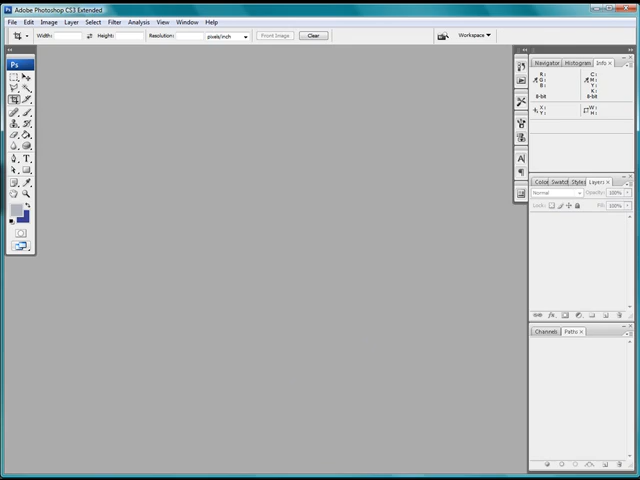 Adobe Photoshop CS3 Extended
File Edit Image Layer Select Filter Analysis View Window Help
Width: Height: Resolution: pixels/inch Front Image Clear Workspace
Ps
Navigator Histogram Info
R: C:
G: M:
B: Y:
K:
8-bit 8-bit
X: W:
Y: H:
A
Color Swatch Styles Layers
Normal Opacity: 100%
Lock: Fill: 100%
T
Channels Paths